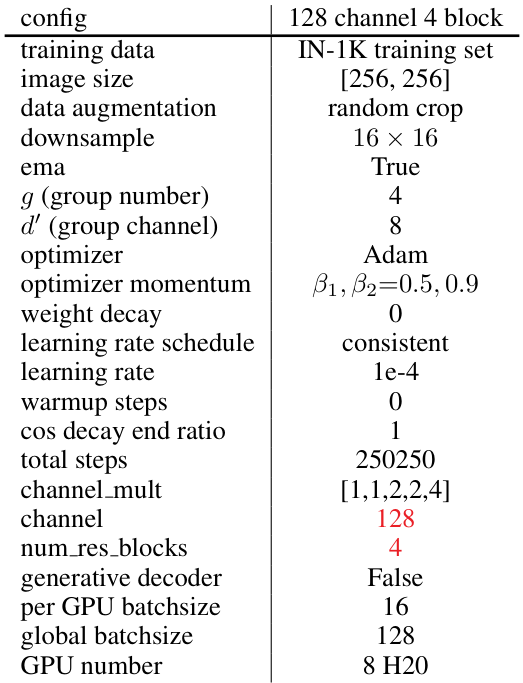 config 128 channel 4 block
training data IN-1K training set
image size [256, 256]
data augmentation random crop
downsample 16 × 16
ema True
g (group number) 4
d′ (group channel) 8
optimizer Adam
optimizer momentum β₁, β₂=0.5, 0.9
weight decay 0
learning rate schedule consistent
learning rate 1e-4
warmup steps 0
cos decay end ratio 1
total steps 250250
channel_mult [1,1,2,2,4]
channel 128
num_res_blocks 4
generative decoder False
per GPU batchsize 16
global batchsize 128
GPU number 8 H20